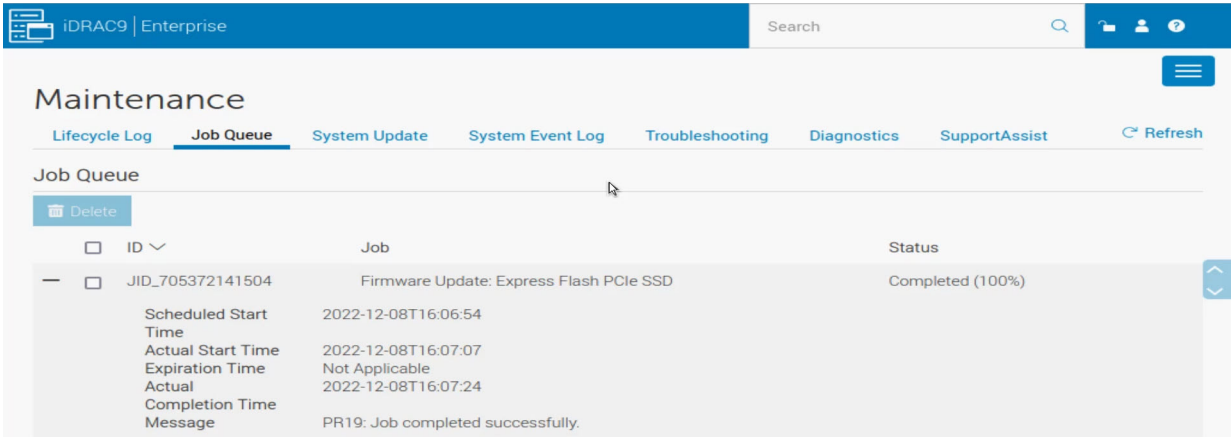 iDRAC9 | Enterprise Search
Maintenance
Lifecycle Log Job Queue System Update System Event Log Troubleshooting Diagnostics SupportAssist Refresh
Job Queue
Delete
ID Job Status
JID_705372141504 Firmware Update: Express Flash PCIe SSD Completed (100%)
Scheduled Start 2022-12-08T16:06:54
Time
Actual Start Time 2022-12-08T16:07:07
Expiration Time Not Applicable
Actual 2022-12-08T16:07:24
Completion Time
Message PR19: Job completed successfully.